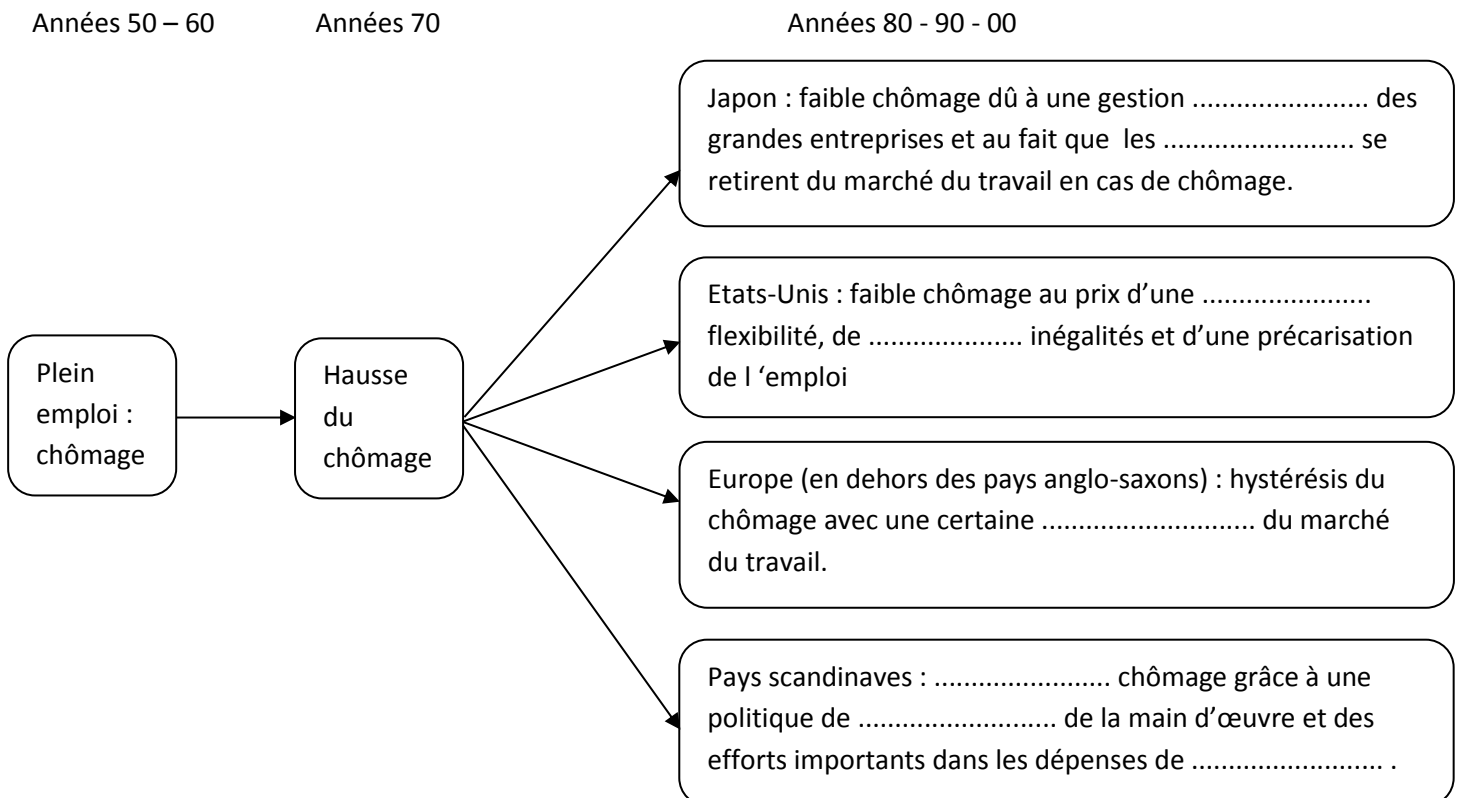 Années 50 – 60
Années 70
Années 80 - 90 - 00
Plein
emploi :
chômage
Hausse
du
chômage
Japon : faible chômage dû à une gestion ........................ des
grandes entreprises et au fait que les .......................... se
retirent du marché du travail en cas de chômage.
Etats-Unis : faible chômage au prix d’une .......................
flexibilité, de ..................... inégalités et d’une précarisation
de l ‘emploi
Europe (en dehors des pays anglo-saxons) : hystérésis du
chômage avec une certaine ............................. du marché
du travail.
Pays scandinaves : ........................ chômage grâce à une
politique de ........................... de la main d’œuvre et des
efforts importants dans les dépenses de .......................... .